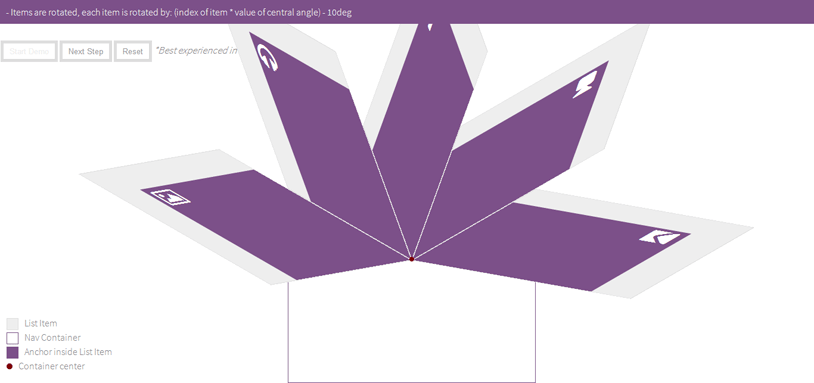 - Items are rotated, each item is rotated by: (index of item * value of central angle) - 10deg
Start Demo Next Step Reset *Best experienced in
List Item
Nav Container
Anchor inside List Item
Container center